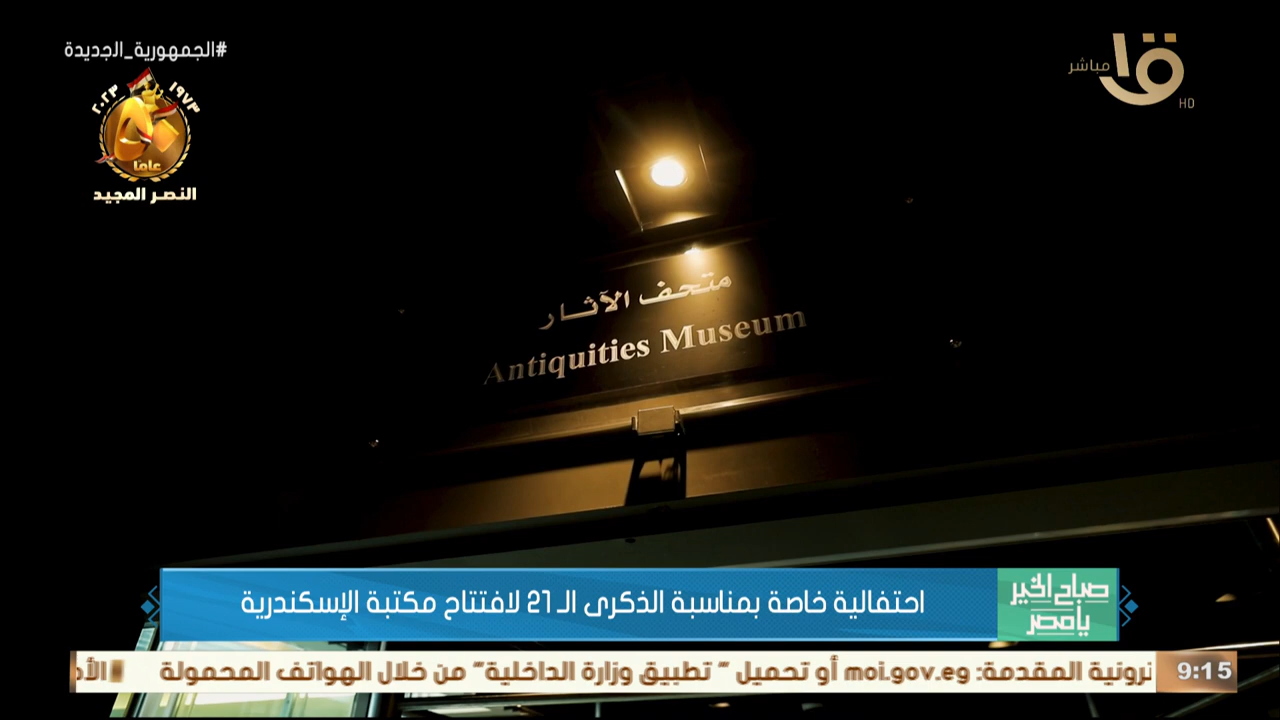 #الجمهورية_الجديدة
مباشر
HD
١٩٧٣
٢٠٢٣
٥٠
عاما
النصر المجيد
متحف الآثار
Antiquities Museum
صباح الخير
يا مصر
احتفالية خاصة بمناسبة الذكرى الـ 21 لافتتاح مكتبة الإسكندرية
9:15
المقدمة: moi.gov.eg أو تحميل " تطبيق وزارة الداخلية" من خلال الهواتف المحمولة